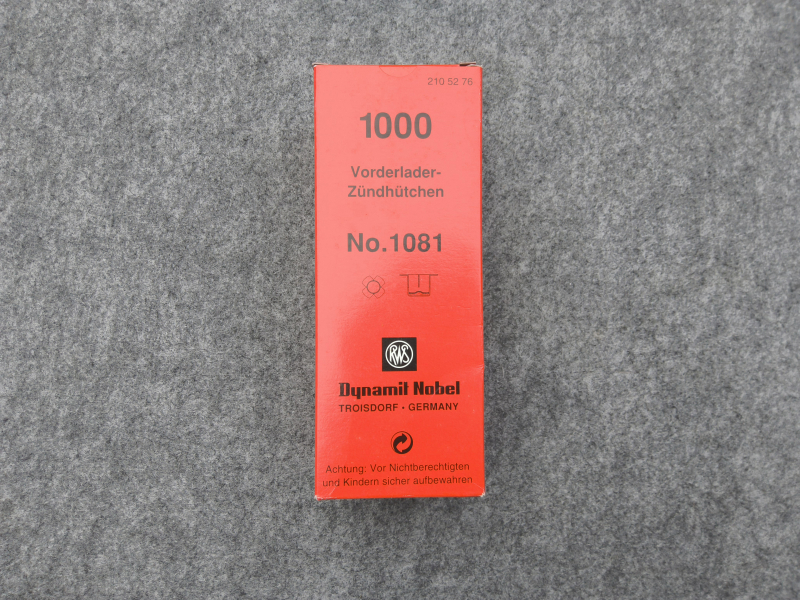 210 52 76
1000
Vorderlader-
Zündhütchen
No.1081
RWS
Dynamit Nobel
TROISDORF · GERMANY
Achtung: Vor Nichtberechtigten
und Kindern sicher aufbewahren